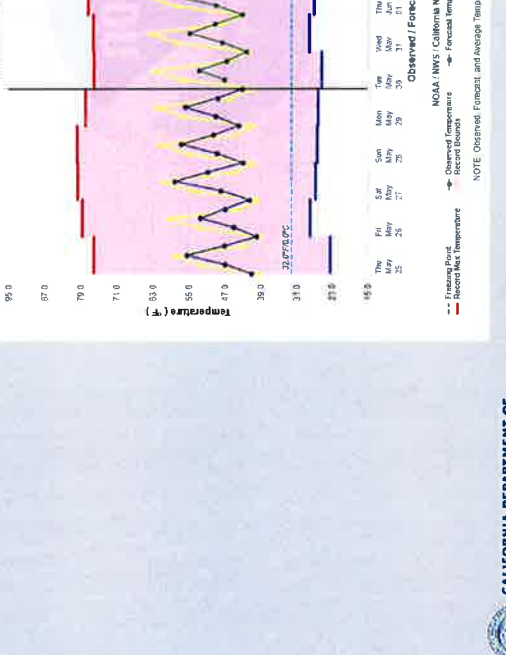 95.0
87.0
79.0
71.0
63.0
55.0
47.0
39.0
31.0
23.0
15.0
Temperature (°F)
32.0°F/0.0°C
Thu May 25
Fri May 26
Sat May 27
Sun May 28
Mon May 29
Tue May 30
Wed May 31
Thu Jun 01
Observed / Forec
NOAA / NWS / California N
Freezing Point
Record Max Temperature
Observed Temperature
Record Bounds
Forecast Tem
NOTE: Observed, Forecast, and Average Temp
CALIFORNIA DEPARTMENT OF